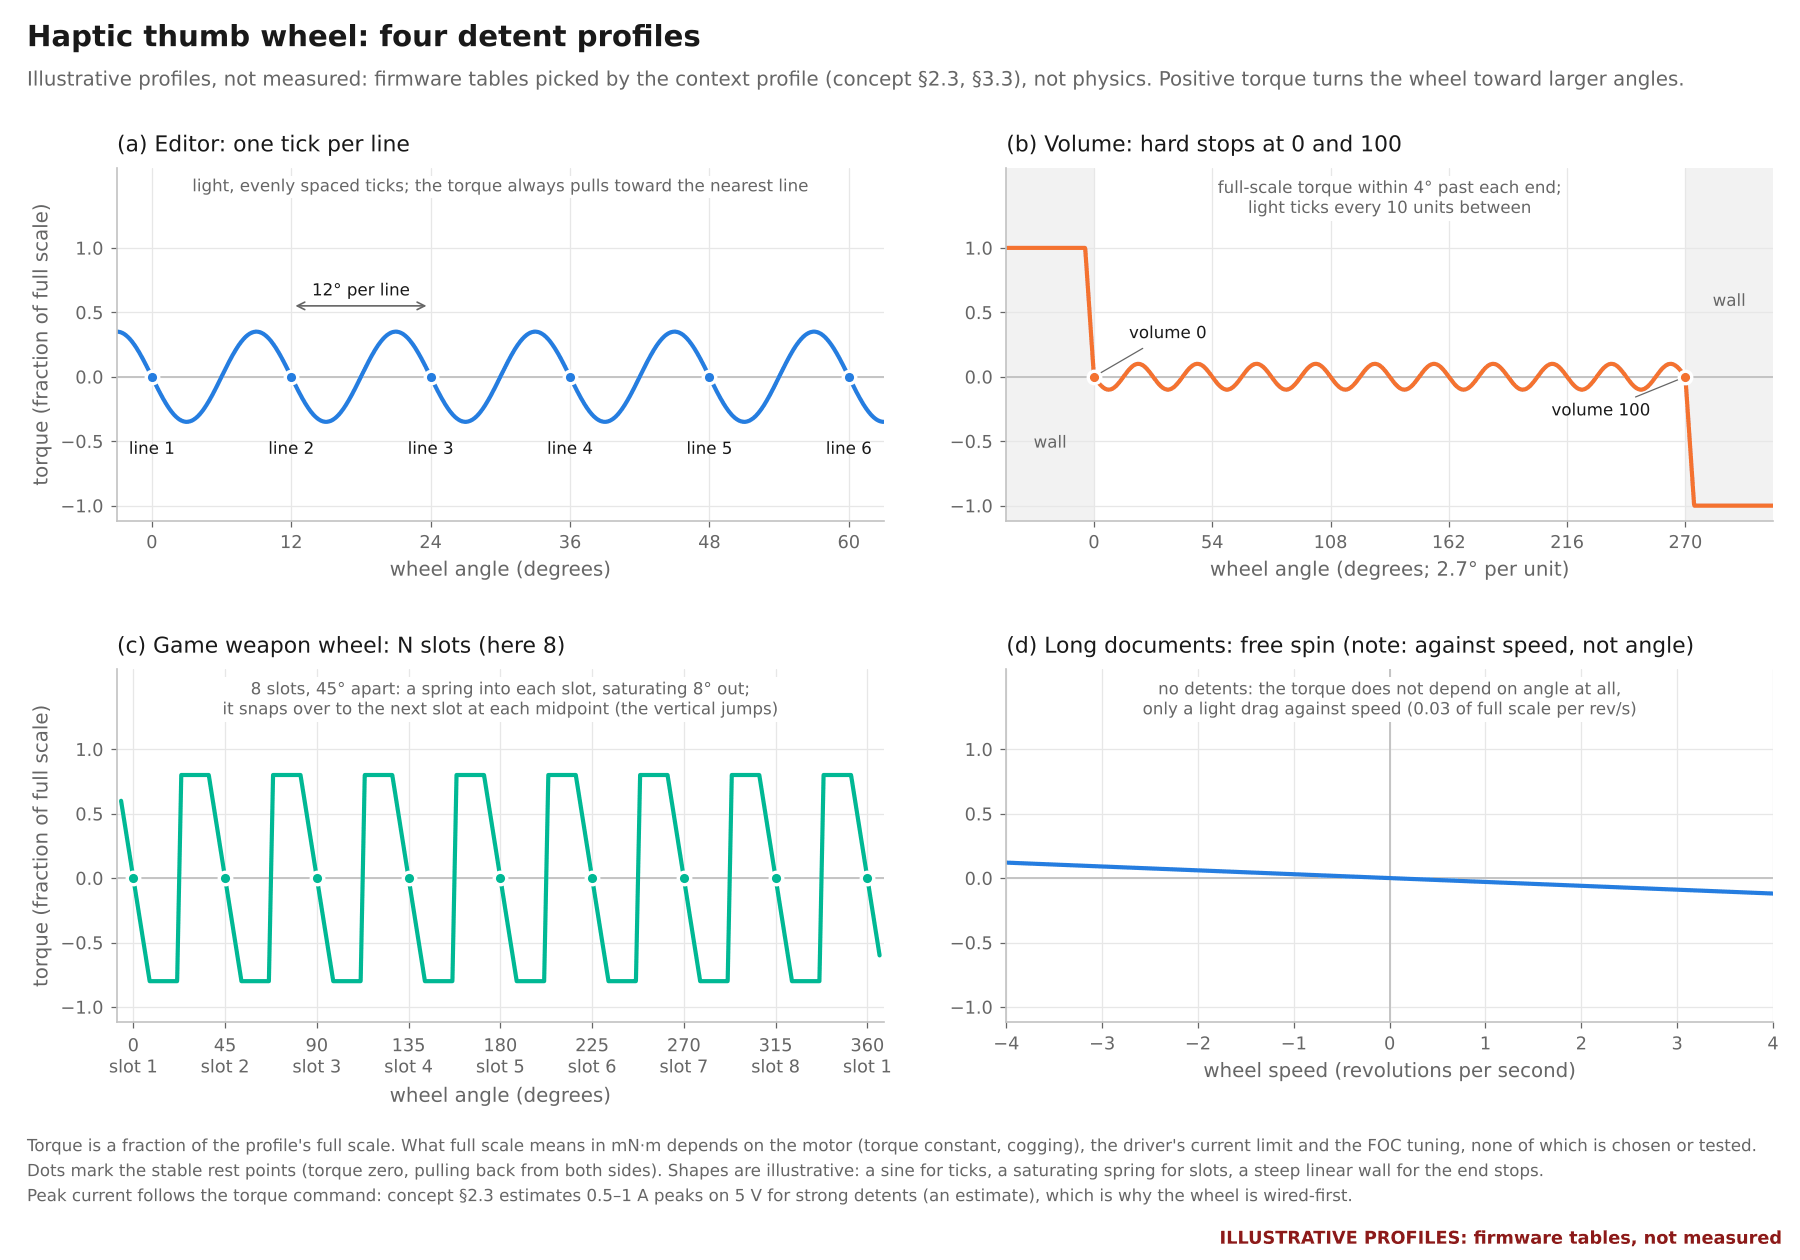 Haptic thumb wheel: four detent profiles
Illustrative profiles, not measured: firmware tables picked by the context profile (concept §2.3, §3.3), not physics. Positive torque turns the wheel toward larger angles.
(a) Editor: one tick per line
light, evenly spaced ticks; the torque always pulls toward the nearest line
torque (fraction of full scale)
1.0
0.5
0.0
−0.5
−1.0
12° per line
line 1
line 2
line 3
line 4
line 5
line 6
0
12
24
36
48
60
wheel angle (degrees)
(b) Volume: hard stops at 0 and 100
full-scale torque within 4° past each end;
light ticks every 10 units between
1.0
0.5
0.0
−0.5
−1.0
wall
volume 0
volume 100
wall
0
54
108
162
216
270
wheel angle (degrees; 2.7° per unit)
(c) Game weapon wheel: N slots (here 8)
8 slots, 45° apart: a spring into each slot, saturating 8° out;
it snaps over to the next slot at each midpoint (the vertical jumps)
torque (fraction of full scale)
1.0
0.5
0.0
−0.5
−1.0
0
45
90
135
180
225
270
315
360
slot 1
slot 2
slot 3
slot 4
slot 5
slot 6
slot 7
slot 8
slot 1
wheel angle (degrees)
(d) Long documents: free spin (note: against speed, not angle)
no detents: the torque does not depend on angle at all,
only a light drag against speed (0.03 of full scale per rev/s)
1.0
0.5
0.0
−0.5
−1.0
−4
−3
−2
−1
0
1
2
3
4
wheel speed (revolutions per second)
Torque is a fraction of the profile's full scale. What full scale means in mN·m depends on the motor (torque constant, cogging), the driver's current limit and the FOC tuning, none of which is chosen or tested.
Dots mark the stable rest points (torque zero, pulling back from both sides). Shapes are illustrative: a sine for ticks, a saturating spring for slots, a steep linear wall for the end stops.
Peak current follows the torque command: concept §2.3 estimates 0.5–1 A peaks on 5 V for strong detents (an estimate), which is why the wheel is wired-first.
ILLUSTRATIVE PROFILES: firmware tables, not measured